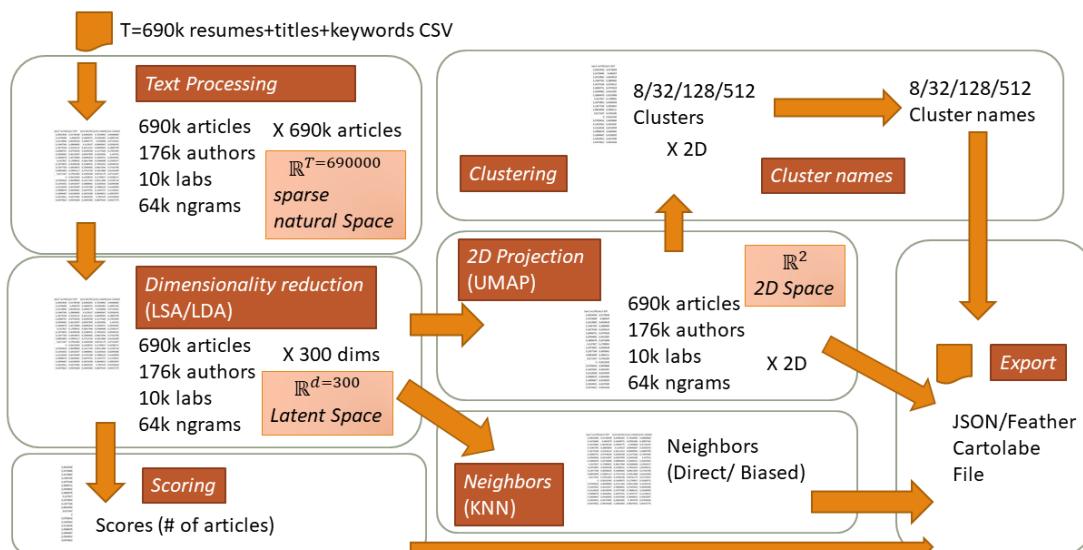 T=690k resumes+titles+keywords CSV
Text Processing
690k articles
176k authors
10k labs
64k ngrams
X 690k articles
ℝ^T=690000
sparse
natural Space
Dimensionality reduction
(LSA/LDA)
690k articles
176k authors
10k labs
64k ngrams
X 300 dims
ℝ^d=300
Latent Space
Scoring
Scores (# of articles)
8/32/128/512
Clusters
X 2D
8/32/128/512
Cluster names
Clustering
Cluster names
2D Projection
(UMAP)
ℝ^2
2D Space
690k articles
176k authors
10k labs
64k ngrams
X 2D
Neighbors
(KNN)
Neighbors
(Direct/ Biased)
Export
JSON/Feather
Cartolabe
File